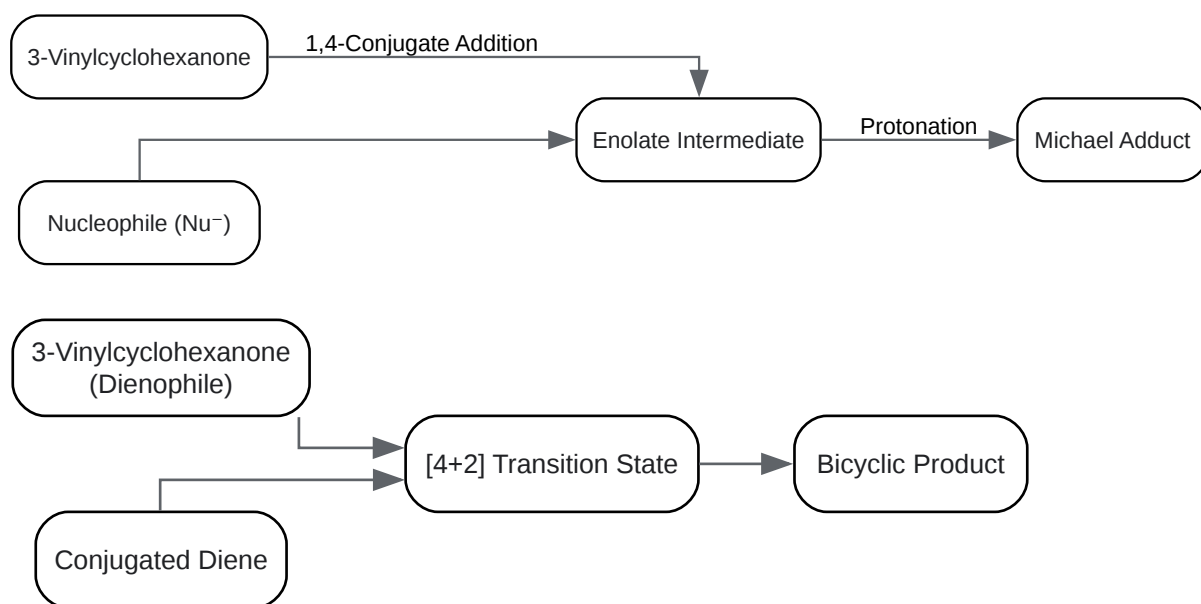 3-Vinylcyclohexanone
1,4-Conjugate Addition
Enolate Intermediate
Protonation
Michael Adduct
Nucleophile (Nu⁻)
3-Vinylcyclohexanone
(Dienophile)
[4+2] Transition State
Bicyclic Product
Conjugated Diene